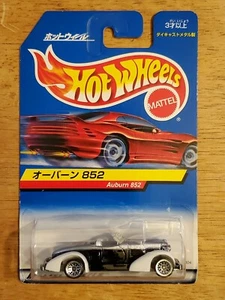 ホットウィール
3才以上
ダイキャストメタル製
Hot Wheels
MATTEL
オーバーン 852
Auburn 852